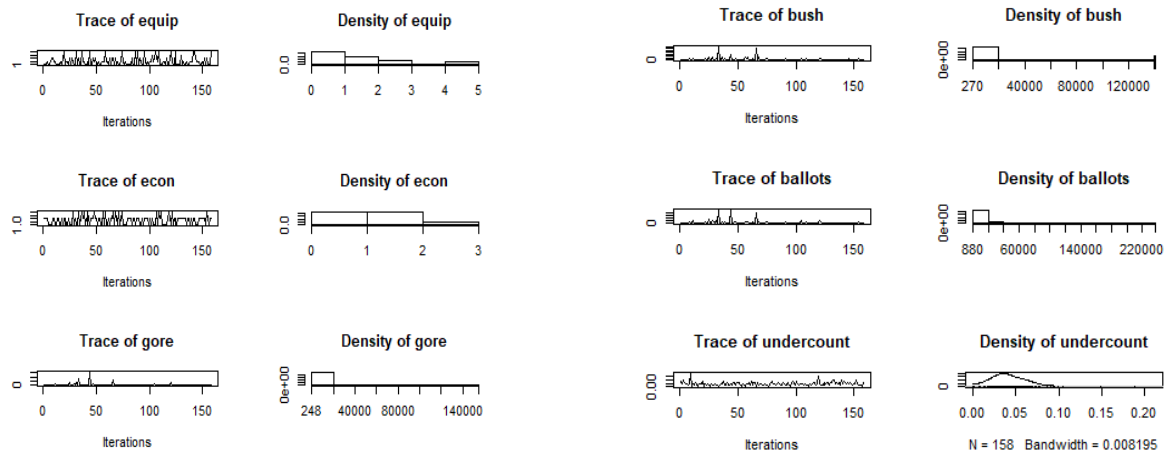 Trace of equip
1
0 50 100 150
Iterations
Density of equip
0.0
0 1 2 3 4 5
Trace of econ
1.0
0 50 100 150
Iterations
Density of econ
0.0
0 1 2 3
Trace of gore
0
0 50 100 150
Iterations
Density of gore
0e+00
248 40000 80000 140000
Trace of bush
0
0 50 100 150
Iterations
Density of bush
0e+00
270 40000 80000 120000
Trace of ballots
0
0 50 100 150
Iterations
Density of ballots
0e+00
880 60000 140000 220000
Trace of undercount
0.00
0 50 100 150
Iterations
Density of undercount
0
0.00 0.05 0.10 0.15 0.20
N = 158 Bandwidth = 0.008195